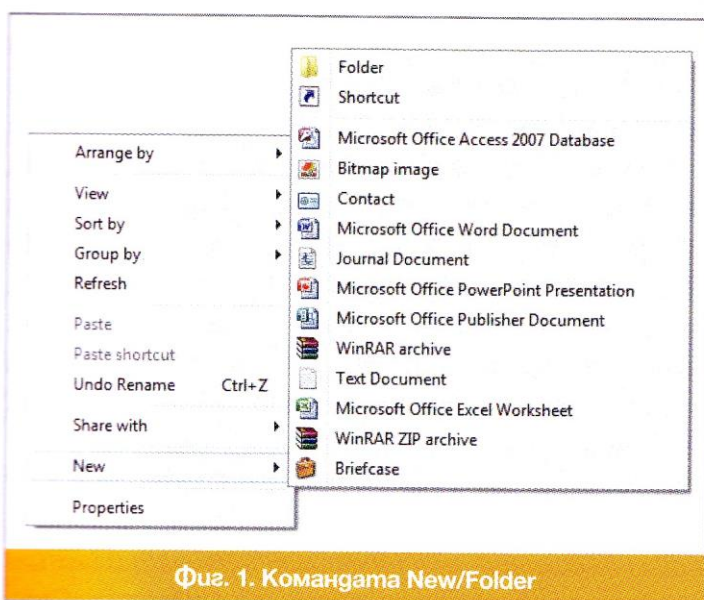 Folder
Shortcut
Microsoft Office Access 2007 Database
Bitmap image
Contact
Microsoft Office Word Document
Journal Document
Microsoft Office PowerPoint Presentation
Microsoft Office Publisher Document
WinRAR archive
Text Document
Microsoft Office Excel Worksheet
WinRAR ZIP archive
Briefcase
Arrange by
View
Sort by
Group by
Refresh
Paste
Paste shortcut
Undo Rename Ctrl+Z
Share with
New
Properties
Фиг. 1. Командата New/Folder